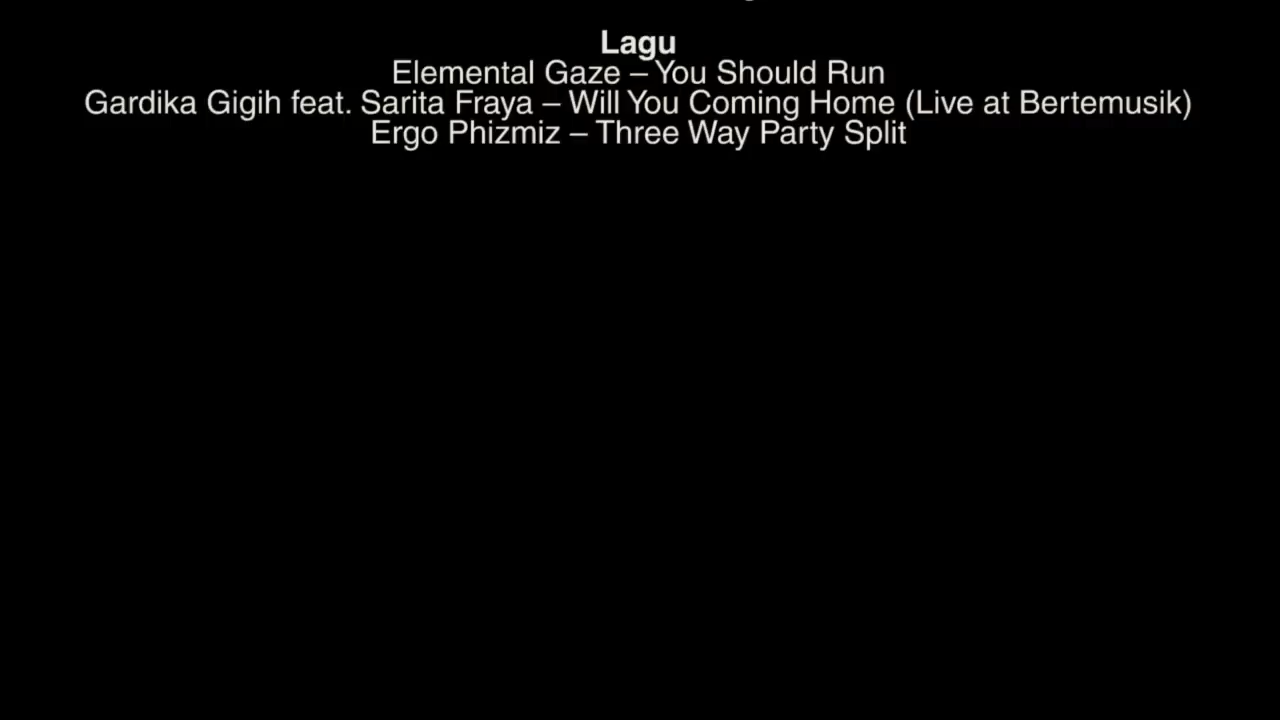 Lagu
Elemental Gaze – You Should Run
Gardika Gigih feat. Sarita Fraya – Will You Coming Home (Live at Bertemusik)
Ergo Phizmiz – Three Way Party Split